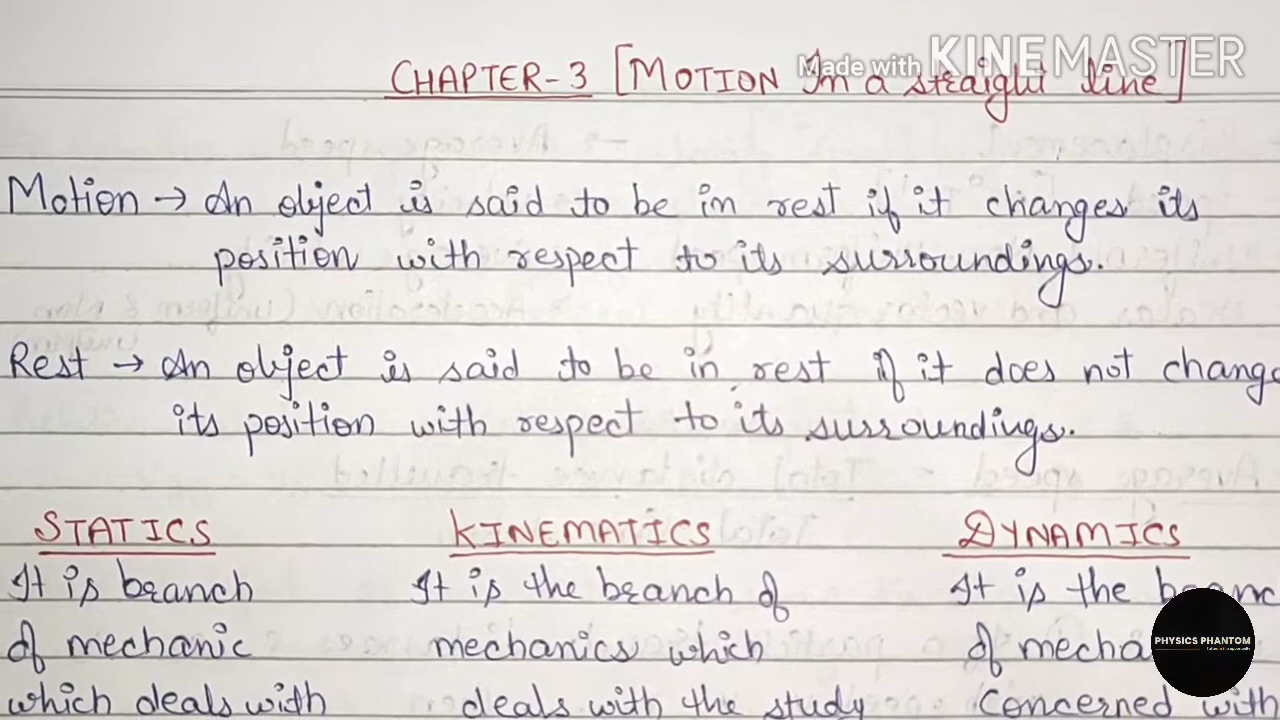 Made with KINEMASTER
CHAPTER-3 [MOTION In a straight line]
Motion → An object is said to be in rest if it changes its
position with respect to its surroundings.
Rest → An object is said to be in rest if it does not change
its position with respect to its surroundings.
STATICS KINEMATICS DYNAMICS
It is branch It is the branch of It is the
of mechanic mechanics which of
which deals with deals with the study Concerned with
PHYSICS PHANTOM